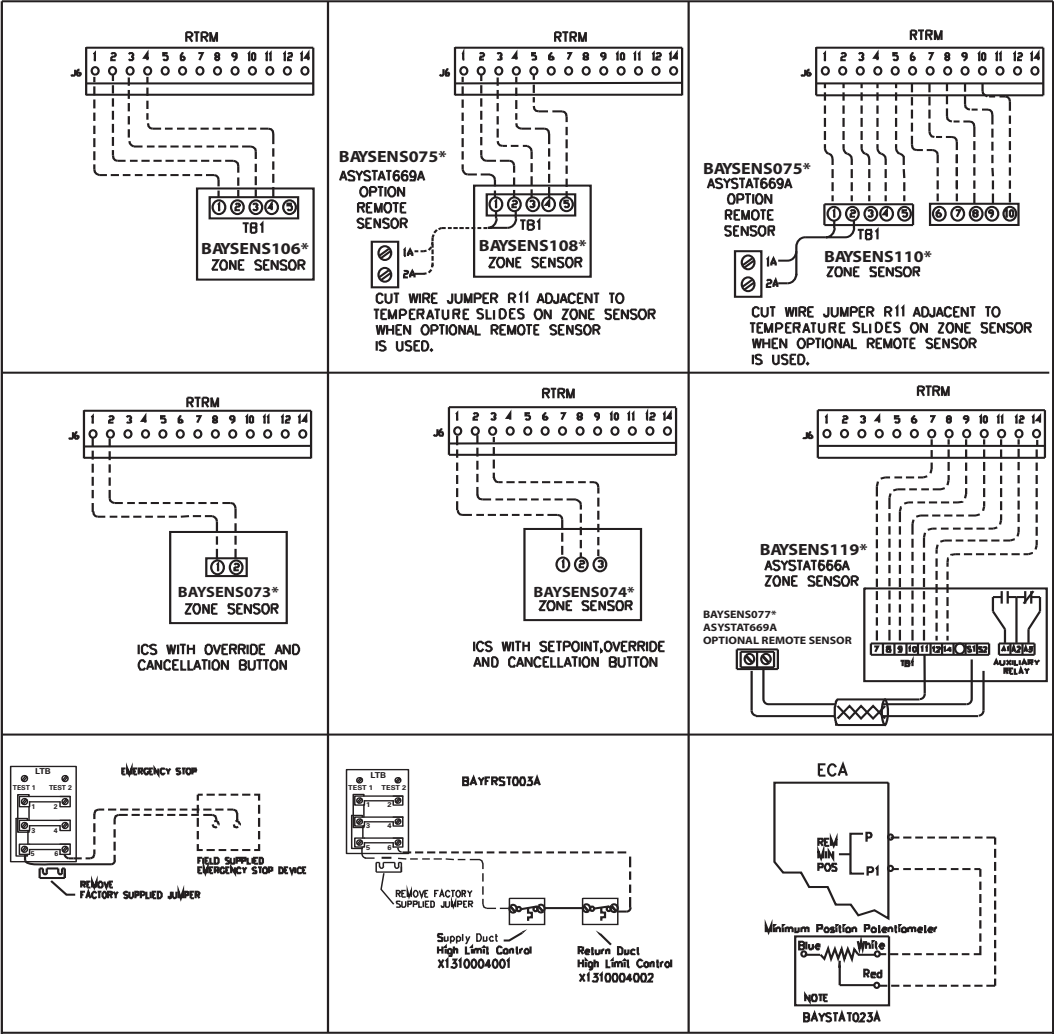 RTRM
1 2 3 4 5 6 7 8 9 10 11 12 14
J6
1 2 3 4 5
TB1
BAYSENS106*
ZONE SENSOR
RTRM
1 2 3 4 5 6 7 8 9 10 11 12 14
J6
BAYSENS075*
ASYSTAT669A
OPTION
REMOTE
SENSOR
1 2 3 4 5
TB1
1A
2A
BAYSENS108*
ZONE SENSOR
CUT WIRE JUMPER R11 ADJACENT TO
TEMPERATURE SLIDES ON ZONE SENSOR
WHEN OPTIONAL REMOTE SENSOR
IS USED.
RTRM
1 2 3 4 5 6 7 8 9 10 11 12 14
J6
BAYSENS075*
ASYSTAT669A
OPTION
REMOTE
SENSOR
1 2 3 4 5 6 7 8 9 10
TB1
1A
2A
BAYSENS110*
ZONE SENSOR
CUT WIRE JUMPER R11 ADJACENT TO
TEMPERATURE SLIDES ON ZONE SENSOR
WHEN OPTIONAL REMOTE SENSOR
IS USED.
RTRM
1 2 3 4 5 6 7 8 9 10 11 12 14
J6
1 2
BAYSENS073*
ZONE SENSOR
ICS WITH OVERRIDE AND
CANCELLATION BUTTON
RTRM
1 2 3 4 5 6 7 8 9 10 11 12 14
J6
1 2 3
BAYSENS074*
ZONE SENSOR
ICS WITH SETPOINT,OVERRIDE
AND CANCELLATION BUTTON
RTRM
1 2 3 4 5 6 7 8 9 10 11 12 14
J6
BAYSENS119*
ASYSTAT666A
ZONE SENSOR
BAYSENS077*
ASYSTAT669A
OPTIONAL REMOTE SENSOR
7 8 9 10 11 12 14 S1 S2
A1 A2 A3
TB1
AUXILIARY
RELAY
LTB
TEST 1 TEST 2
1 2
3 4
5 6
EMERGENCY STOP
FIELD SUPPLIED
EMERGENCY STOP DEVICE
REMOVE
FACTORY SUPPLIED JUMPER
LTB
TEST 1 TEST 2
1 2
3 4
5 6
BAYFRST003A
REMOVE FACTORY
SUPPLIED JUMPER
Supply Duct
High Limit Control
X1310004001
Return Duct
High Limit Control
X1310004002
ECA
REM
MIN
POS
P
P1
Minimum Position Potentiometer
Blue White
Red
NOTE
BAYSTAT023A